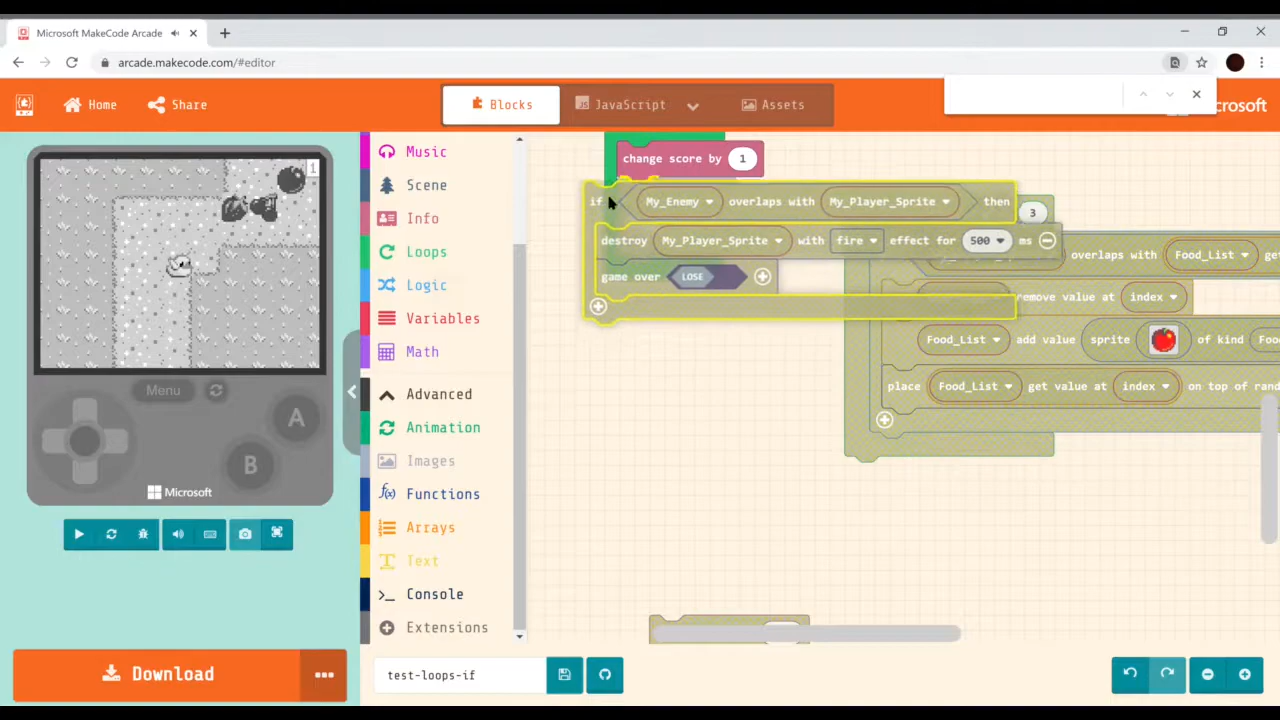 Microsoft MakeCode Arcade
arcade.makecode.com/#editor
Home
Share
Blocks
JavaScript
Assets
crosoft
1
Menu
A
B
Microsoft
Download
Music
Scene
Info
Loops
Logic
Variables
Math
Advanced
Animation
Images
Functions
Arrays
Text
Console
Extensions
test-loops-if
change score by 1
if My_Enemy overlaps with My_Player_Sprite then
destroy My_Player_Sprite with fire effect for 500 ms
game over LOSE
3
overlaps with Food_List get
remove value at index
Food_List add value sprite of kind Foo
place Food_List get value at index on top of rand